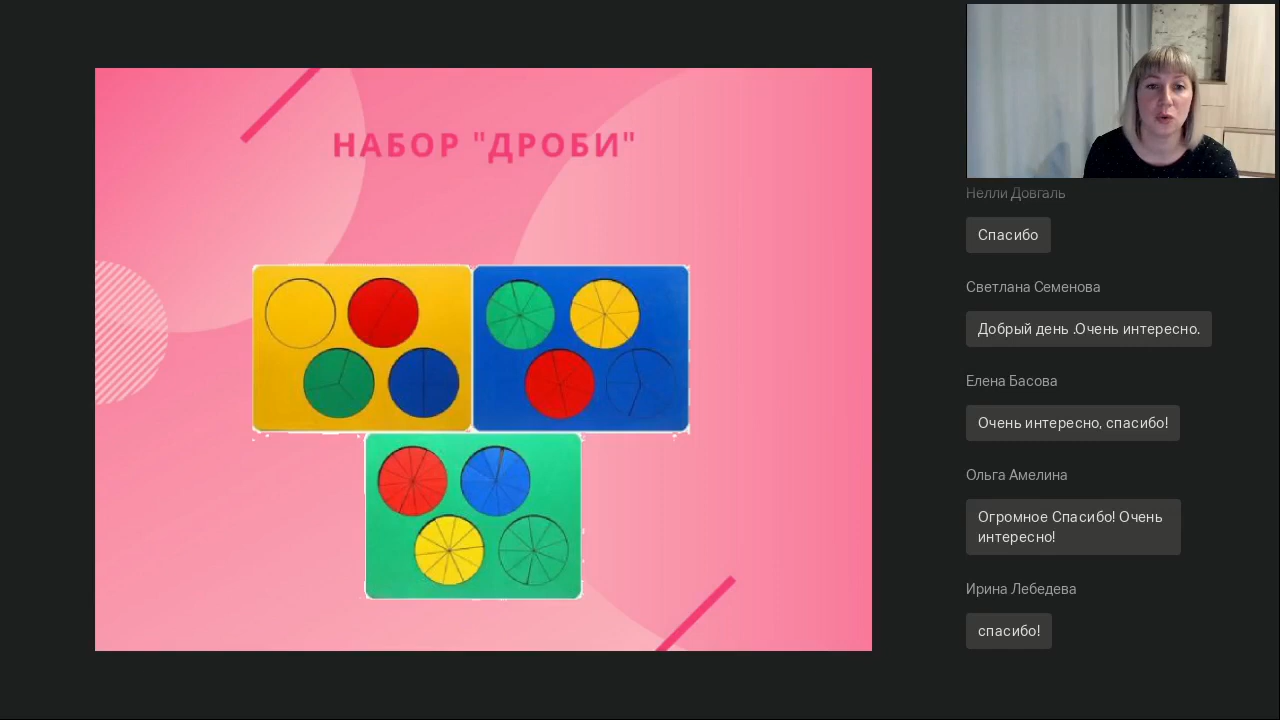 НАБОР "ДРОБИ"
Нелли Довгаль
Спасибо
Светлана Семенова
Добрый день .Очень интересно.
Елена Басова
Очень интересно, спасибо!
Ольга Амелина
Огромное Спасибо! Очень
интересно!
Ирина Лебедева
спасибо!